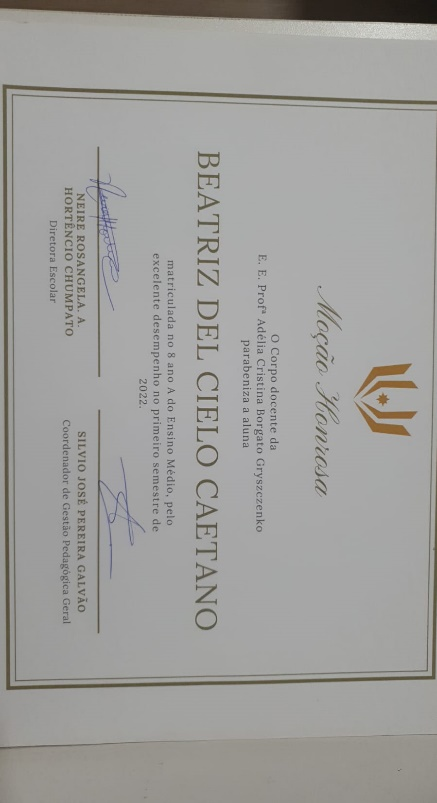 Moção Honrosa
O Corpo docente da
E. E. Profª Adélia Cristina Borgato Gryszczenko
parabeniza a aluna
BEATRIZ DEL CIELO CAETANO
matriculada no 8 ano A do Ensino Médio, pelo
excelente desempenho no primeiro semestre de
2022.
NEIRE ROSANGELA. A.
HORTÊNCIO CHUMPATO
Diretora Escolar
SILVIO JOSÉ PEREIRA GALVÃO
Coordenador de Gestão Pedagógica Geral